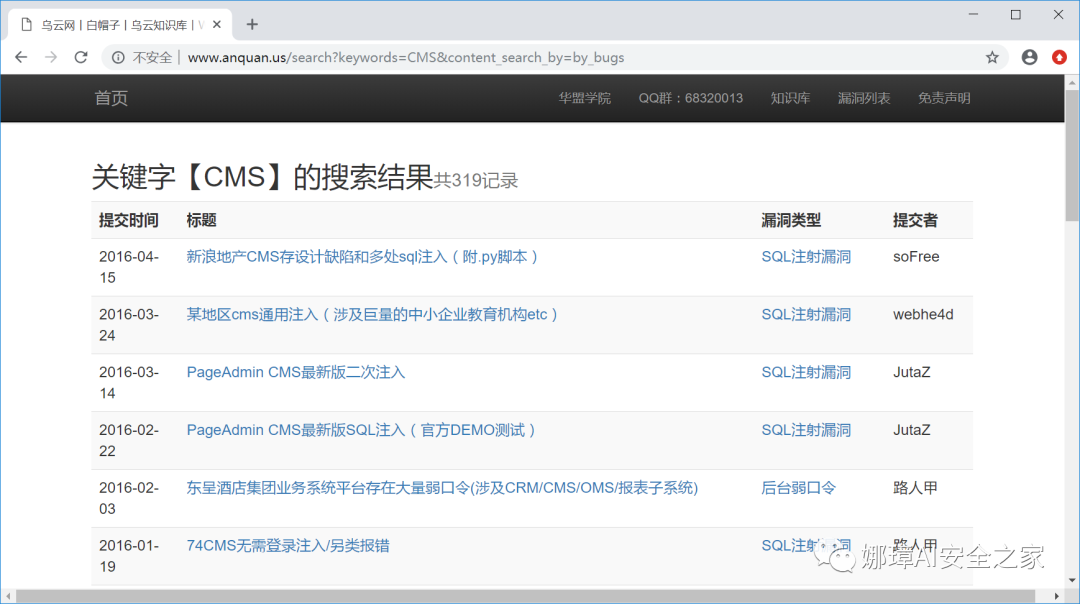 乌云网 | 白帽子 | 乌云知识库 |
不安全 | www.anquan.us/search?keywords=CMS&content_search_by=by_bugs
首页 华盟学院 QQ群：68320013 知识库 漏洞列表 免责声明
关键字【CMS】的搜索结果共319记录
提交时间 标题 漏洞类型 提交者
2016-04-15 新浪地产CMS存设计缺陷和多处sql注入（附.py脚本） SQL注射漏洞 soFree
2016-03-24 某地区cms通用注入（涉及巨量的中小企业教育机构etc） SQL注射漏洞 webhe4d
2016-03-14 PageAdmin CMS最新版二次注入 SQL注射漏洞 JutaZ
2016-02-22 PageAdmin CMS最新版SQL注入（官方DEMO测试） SQL注射漏洞 JutaZ
2016-02-03 东呈酒店集团业务系统平台存在大量弱口令(涉及CRM/CMS/OMS/报表子系统) 后台弱口令 路人甲
2016-01-19 74CMS无需登录注入/另类报错 SQL注射漏洞 路人甲
娜璋AI安全之家